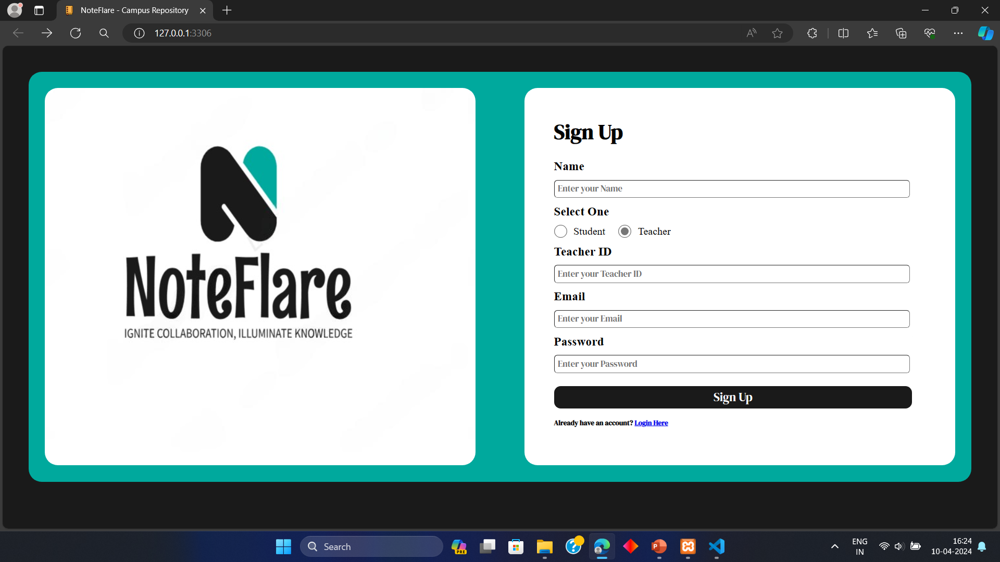 NoteFlare - Campus Repository
127.0.0.1:3306
NoteFlare
IGNITE COLLABORATION, ILLUMINATE KNOWLEDGE
Sign Up
Name
Enter your Name
Select One
Student Teacher
Teacher ID
Enter your Teacher ID
Email
Enter your Email
Password
Enter your Password
Sign Up
Already have an account? Login Here
Search
PRE
ENG
IN
16:24
10-04-2024